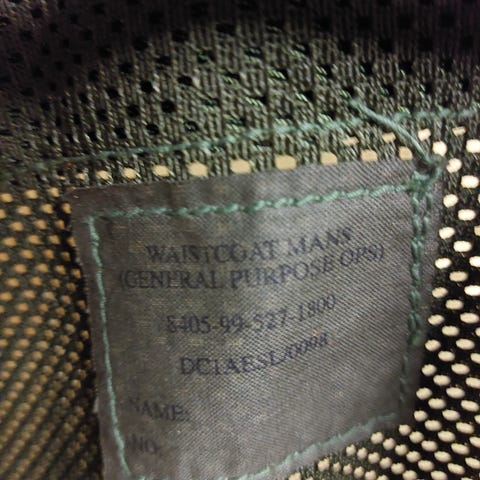 WAISTCOAT MANS
(GENERAL PURPOSE OPS)
8405-99-527-1800
DC1AESL/0098
NAME:
NO: